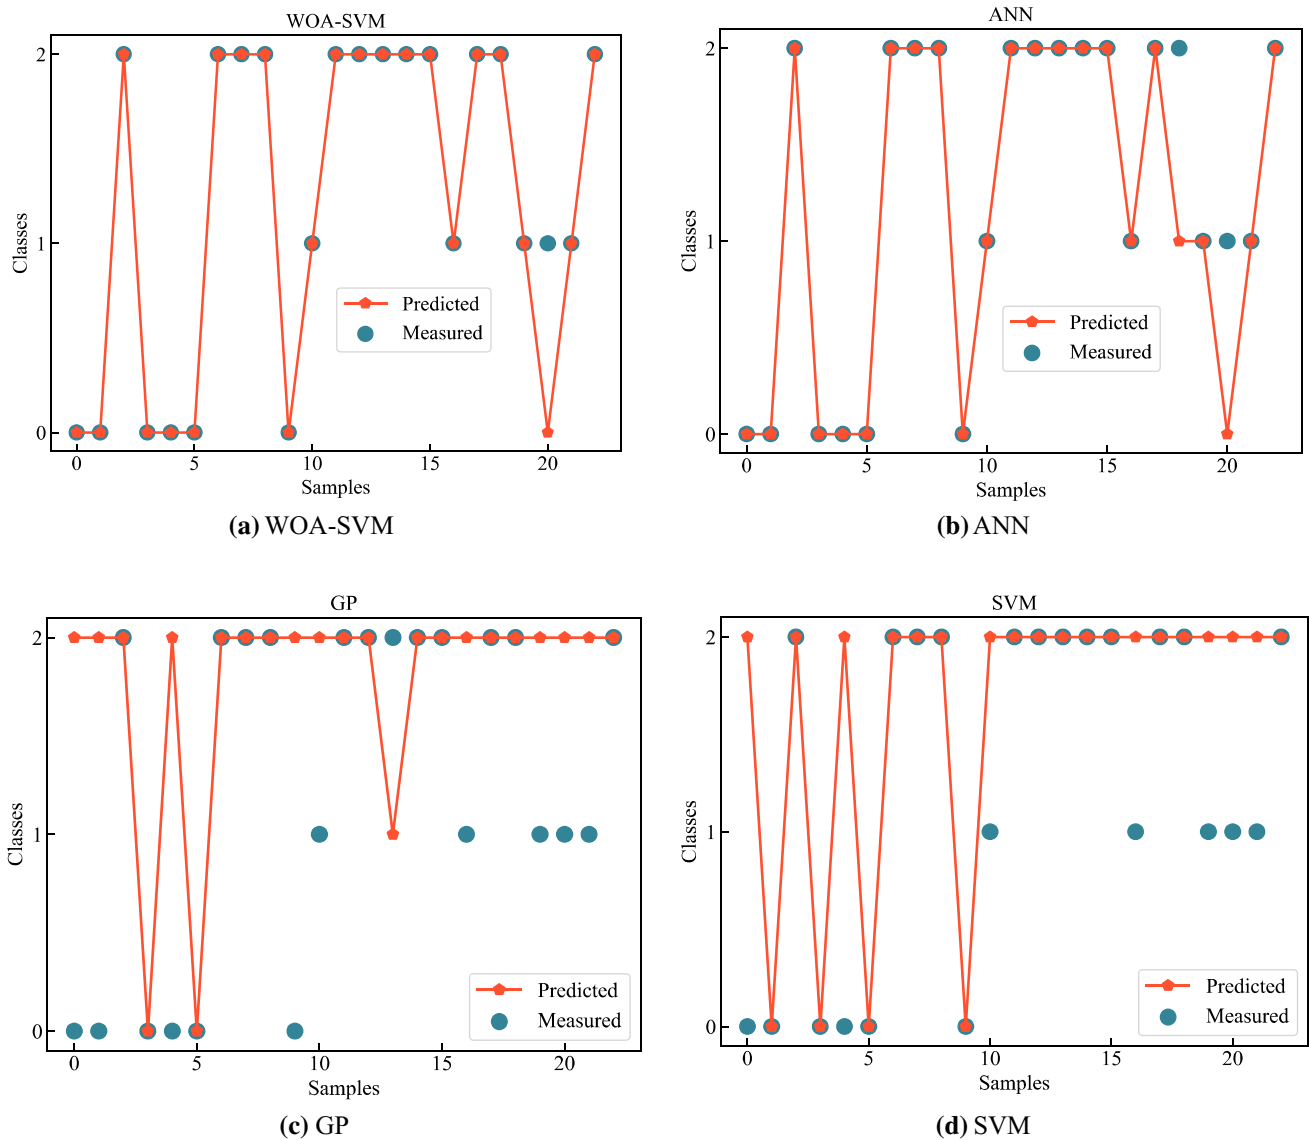 WOA-SVM
2
1
0
Classes
Predicted
Measured
0 5 10 15 20
Samples
(a) WOA-SVM
ANN
2
1
0
Classes
Predicted
Measured
0 5 10 15 20
Samples
(b) ANN
GP
2
1
0
Classes
Predicted
Measured
0 5 10 15 20
Samples
(c) GP
SVM
2
1
0
Classes
Predicted
Measured
0 5 10 15 20
Samples
(d) SVM